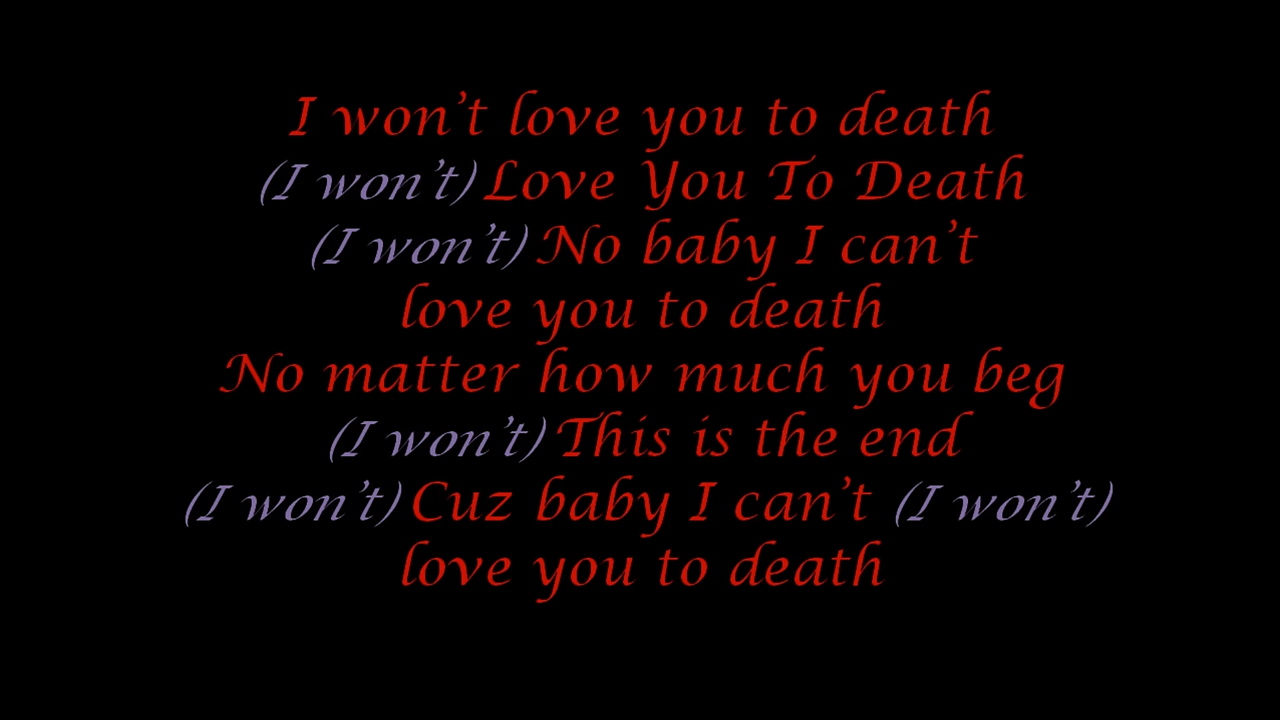 I won't love you to death
(I won't) Love You To Death
(I won't) No baby I can't
love you to death
No matter how much you beg
(I won't) This is the end
(I won't) Cuz baby I can't (I won't)
love you to death